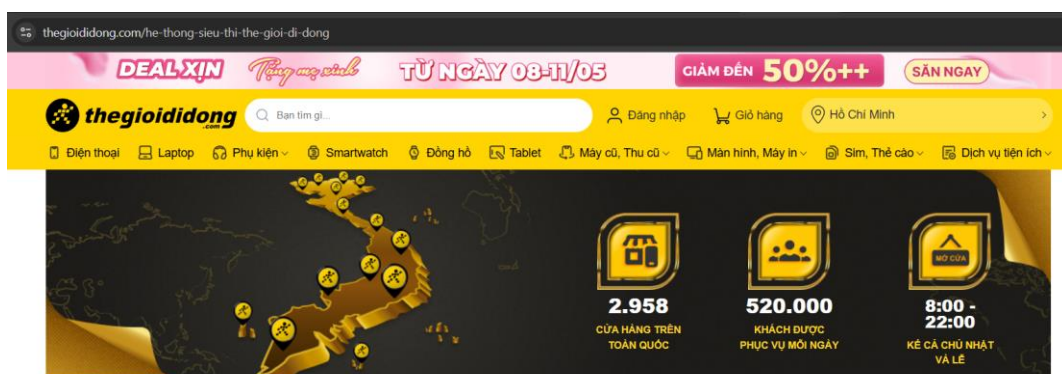 thegioididong.com/he-thong-sieu-thi-the-gioi-di-dong
DEAL XỊN Tặng mẹ xinh TỪ NGÀY 08-11/05 GIẢM ĐẾN 50%++ SĂN NGAY
thegioididong.com Bạn tìm gì... Đăng nhập Giỏ hàng Hồ Chí Minh
Điện thoại Laptop Phụ kiện Smartwatch Đồng hồ Tablet Máy cũ, Thu cũ Màn hình, Máy in Sim, Thẻ cào Dịch vụ tiện ích
MỞ CỬA
2.958 520.000 8:00 -
22:00
CỬA HÀNG TRÊN
TOÀN QUỐC
KHÁCH ĐƯỢC
PHỤC VỤ MỖI NGÀY
KỂ CẢ CHỦ NHẬT
VÀ LỄ